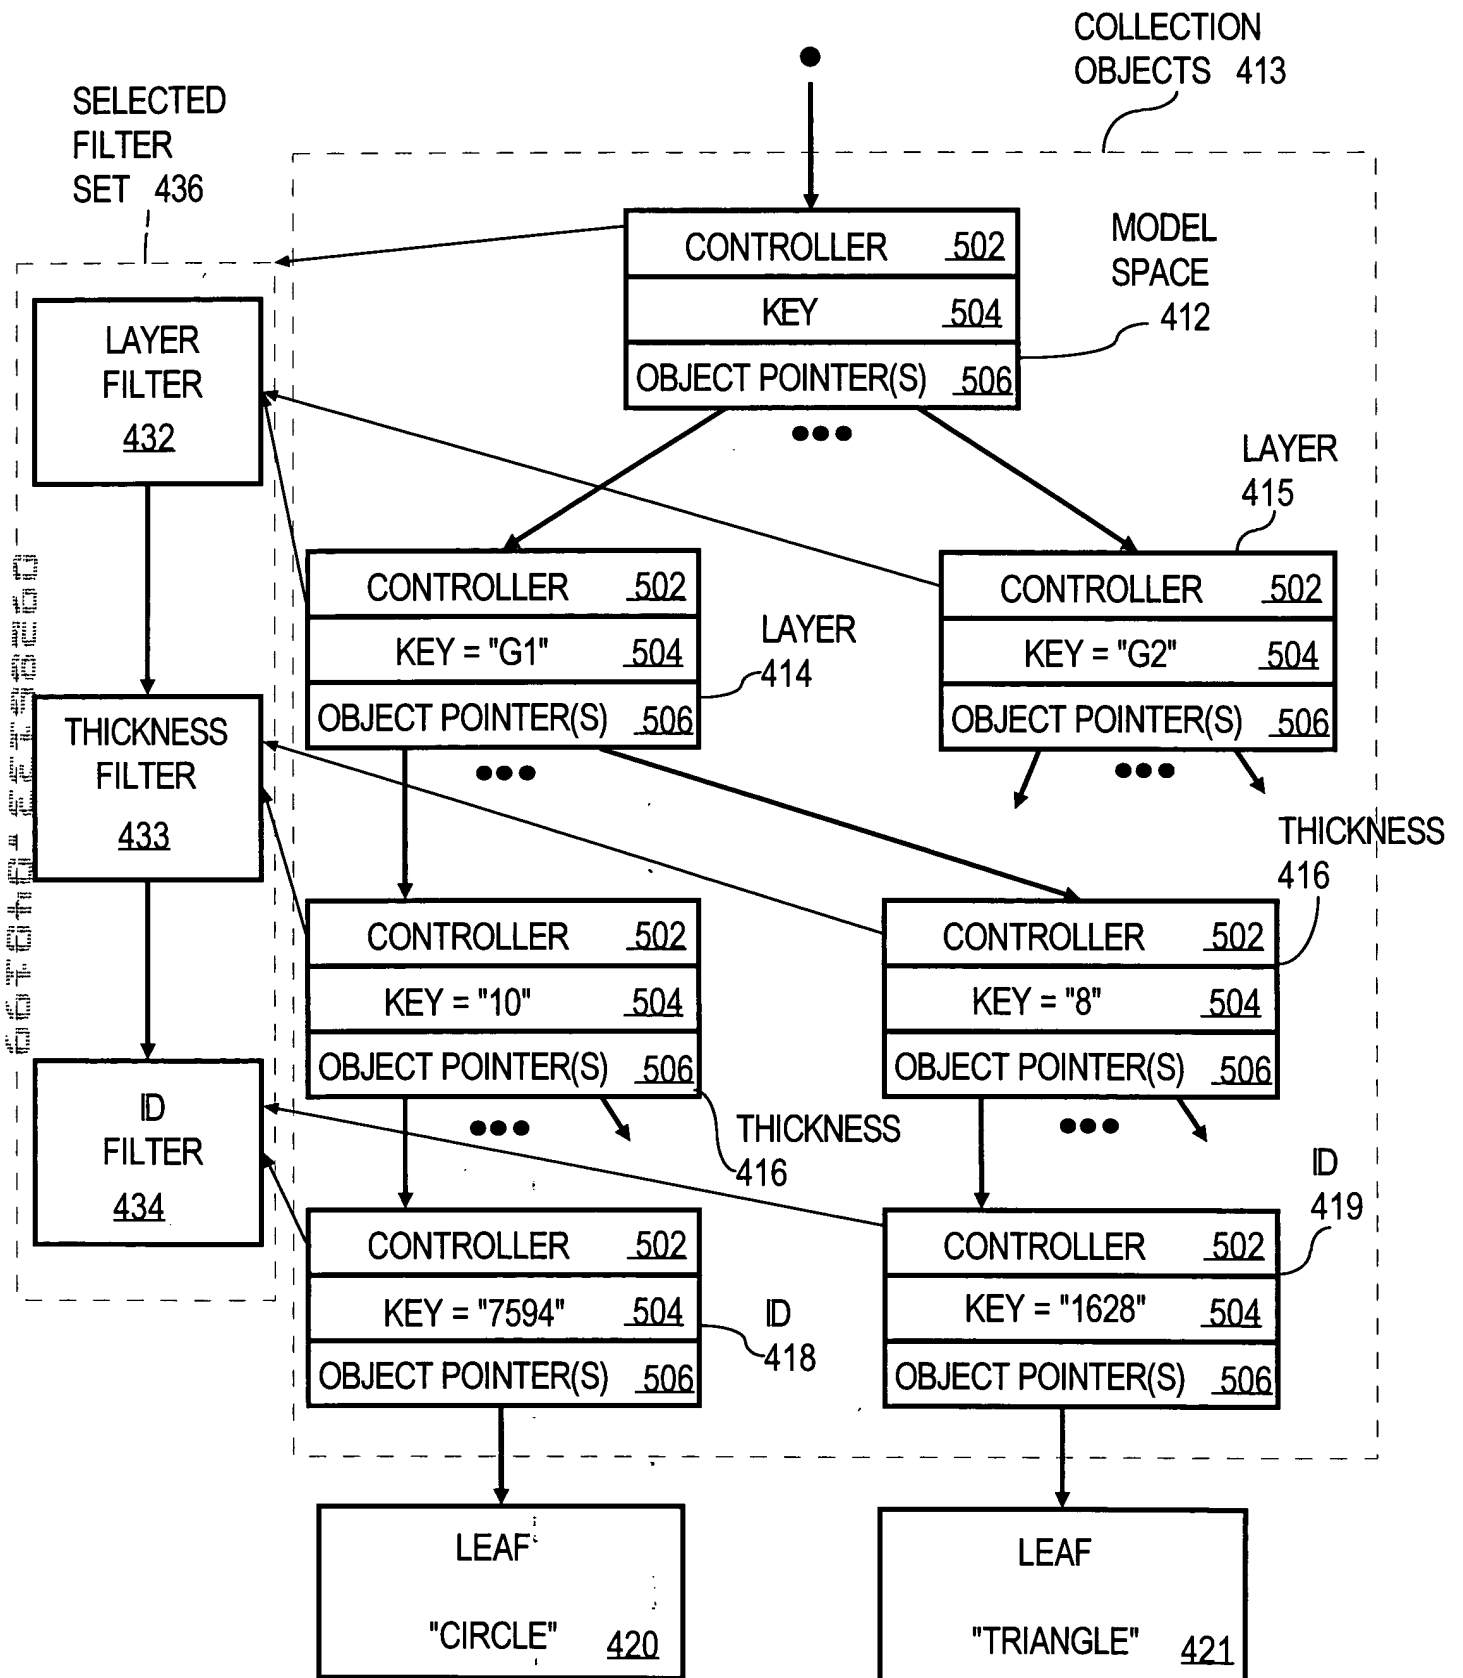 COLLECTION
OBJECTS 413
SELECTED
FILTER
SET 436
CONTROLLER 502
KEY 504
OBJECT POINTER(S) 506
MODEL
SPACE
412
LAYER
FILTER
432
LAYER
415
CONTROLLER 502
KEY = "G1" 504
OBJECT POINTER(S) 506
LAYER
414
CONTROLLER 502
KEY = "G2" 504
OBJECT POINTER(S) 506
THICKNESS
FILTER
433
THICKNESS
416
CONTROLLER 502
KEY = "10" 504
OBJECT POINTER(S) 506
THICKNESS
416
CONTROLLER 502
KEY = "8" 504
OBJECT POINTER(S) 506
ID
FILTER
434
ID
419
CONTROLLER 502
KEY = "7594" 504
OBJECT POINTER(S) 506
ID
418
CONTROLLER 502
KEY = "1628" 504
OBJECT POINTER(S) 506
LEAF
"CIRCLE" 420
LEAF
"TRIANGLE" 421